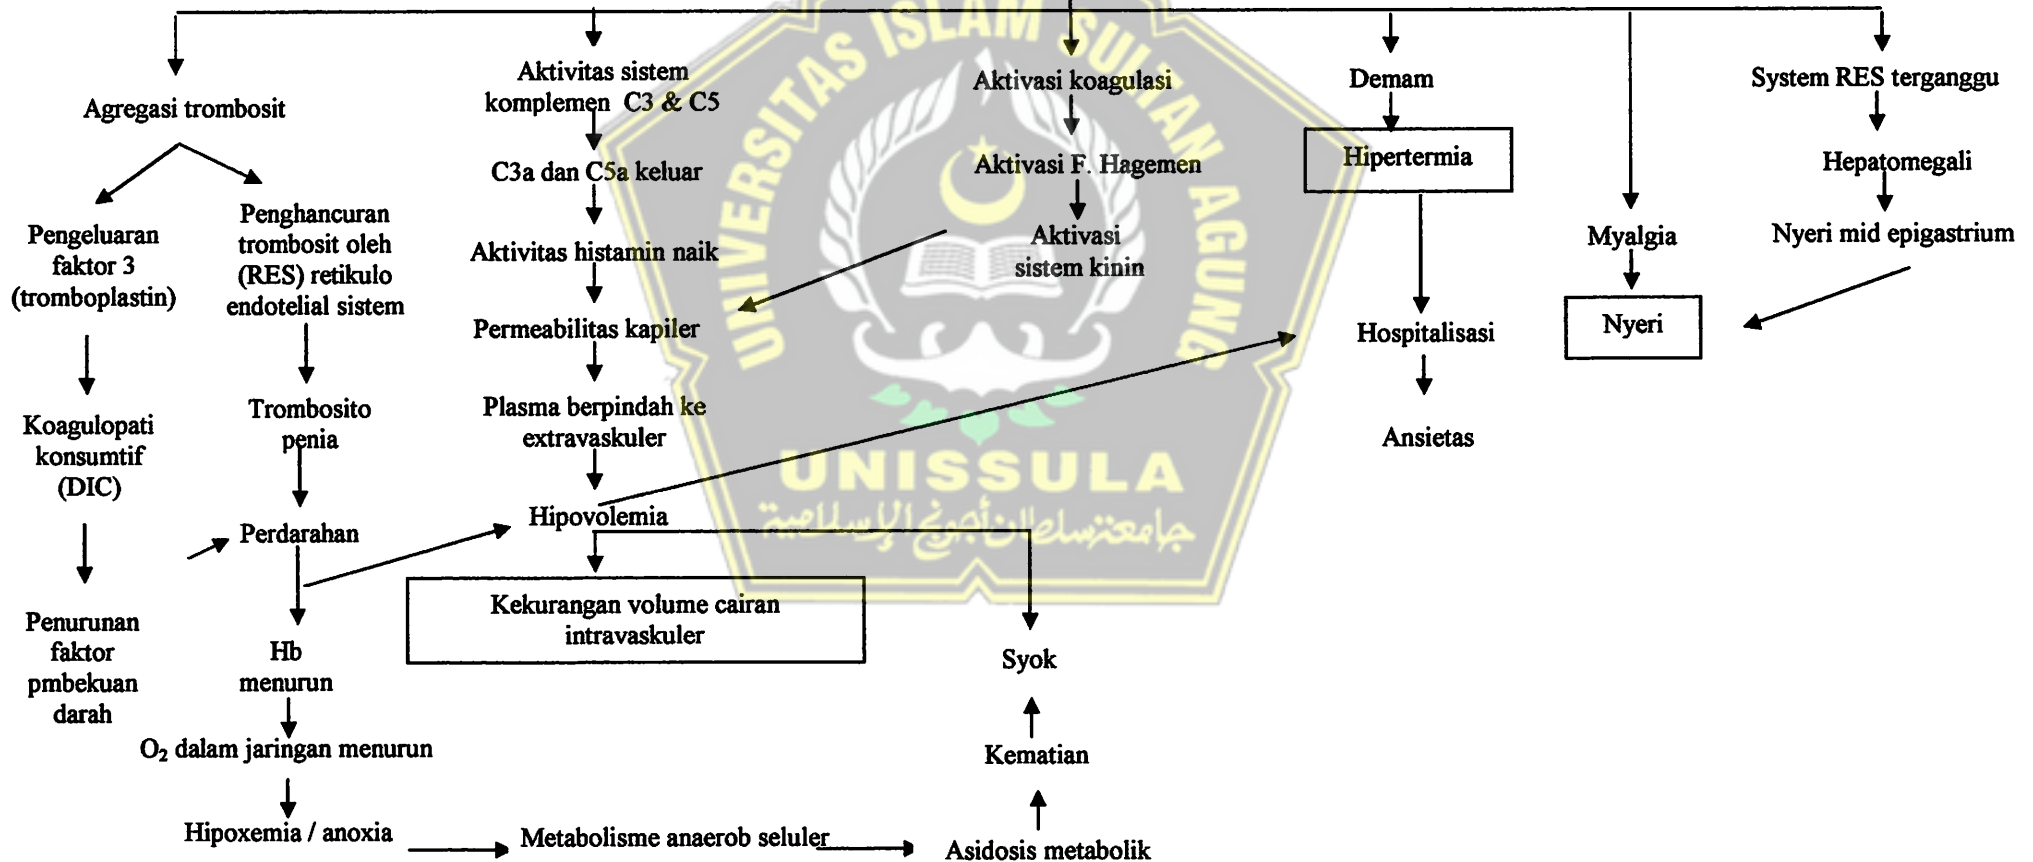 Agregasi trombosit
Pengeluaran
faktor 3
(tromboplastin)
Koagulopati
konsumtif
(DIC)
Penurunan
faktor
pmbekuan
darah
Penghancuran
trombosit oleh
(RES) retikulo
endotelial sistem
Trombosito
penia
Perdarahan
Hb
menurun
O₂ dalam jaringan menurun
Hipoxemia / anoxia
Metabolisme anaerob seluler
Asidosis metabolik
Kematian
Syok
Aktivitas sistem
komplemen C3 & C5
C3a dan C5a keluar
Aktivitas histamin naik
Permeabilitas kapiler
Plasma berpindah ke
extravaskuler
Hipovolemia
Kekurangan volume cairan
intravaskuler
Aktivasi koagulasi
Aktivasi F. Hagemen
Aktivasi
sistem kinin
Demam
Hipertermia
Hospitalisasi
Ansietas
Myalgia
Nyeri
System RES terganggu
Hepatomegali
Nyeri mid epigastrium
UNIVERSITAS ISLAM SULTAN AGUNG
UNISSULA
جامعة سلطان أجونج الإسلامية